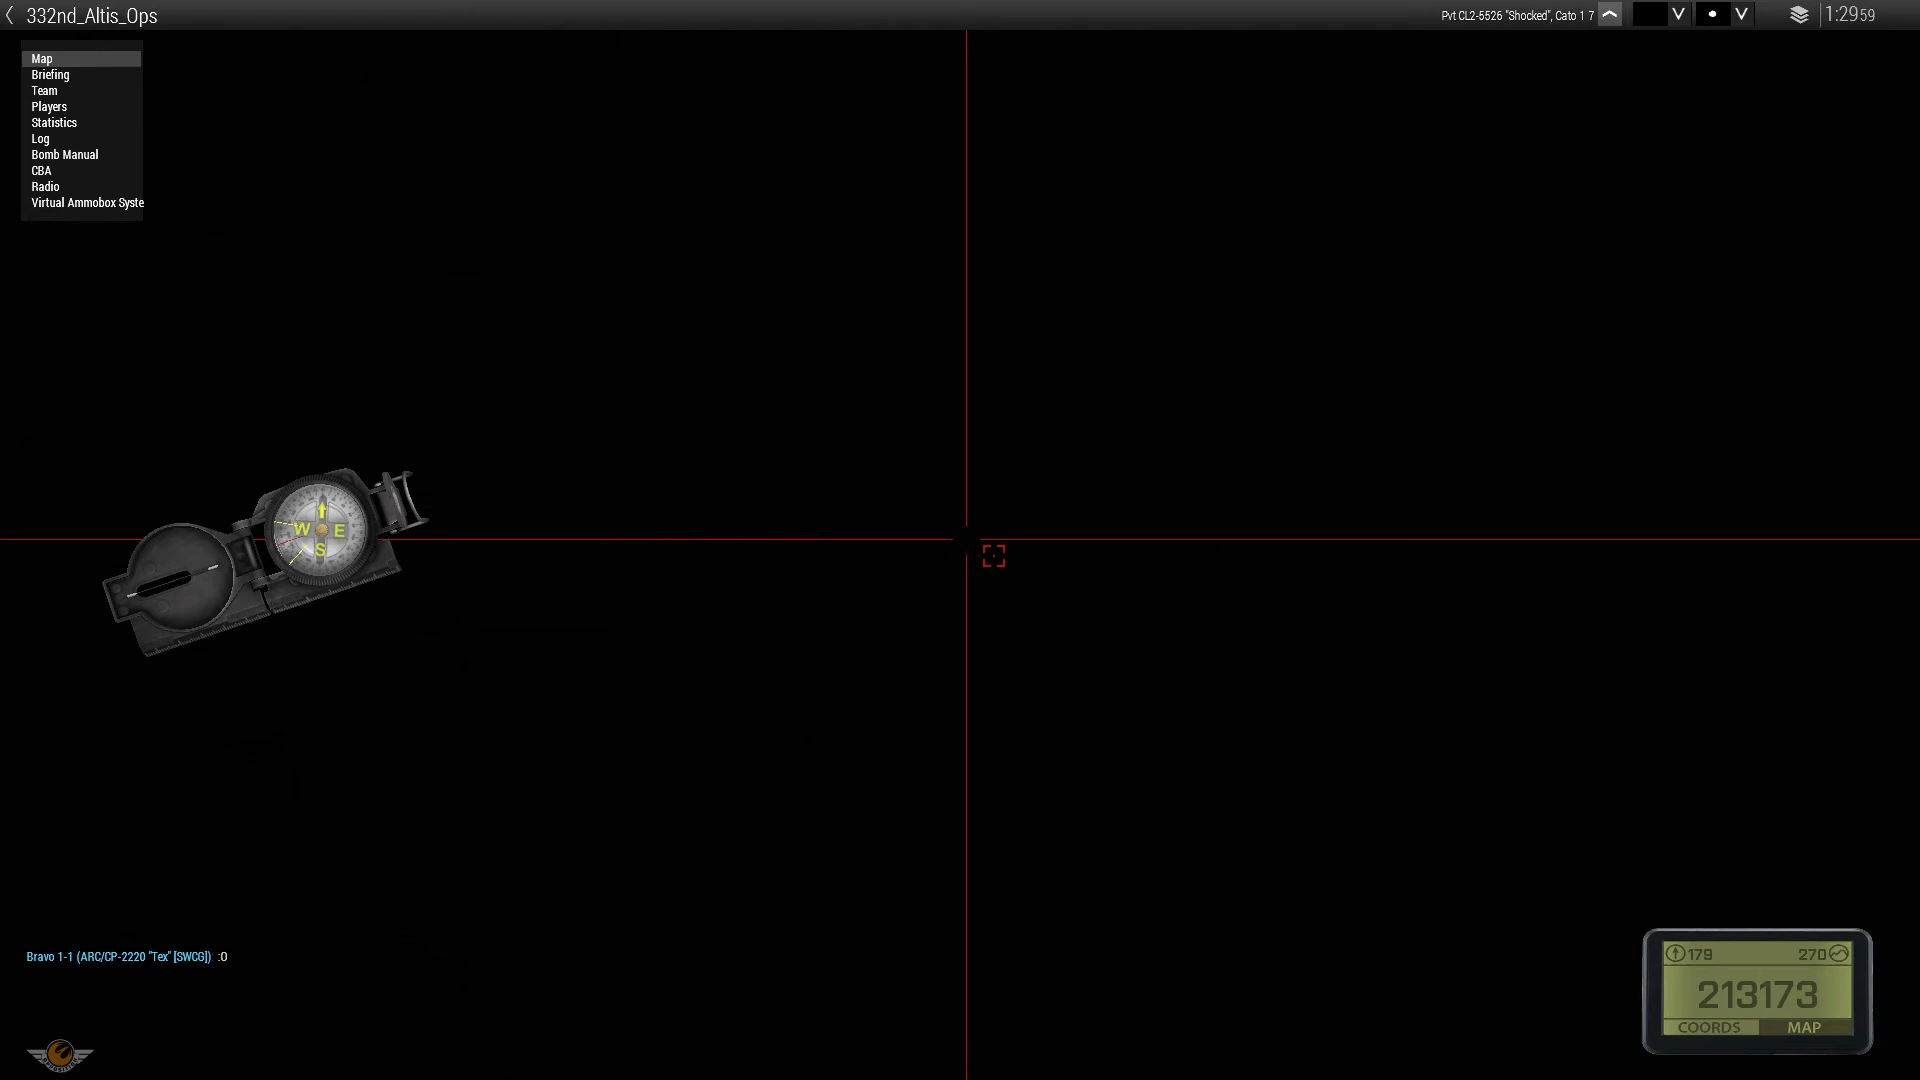 332nd_Altis_Ops
Pvt CL2-5526 "Shocked", Cato 1 7
1:29 59
Map
Briefing
Team
Players
Statistics
Log
Bomb Manual
CBA
Radio
Virtual Ammobox Syste
W E
S
Bravo 1-1 (ARC/CP-2220 "Tex" [SWCG]) :0
179 270
213173
COORDS MAP